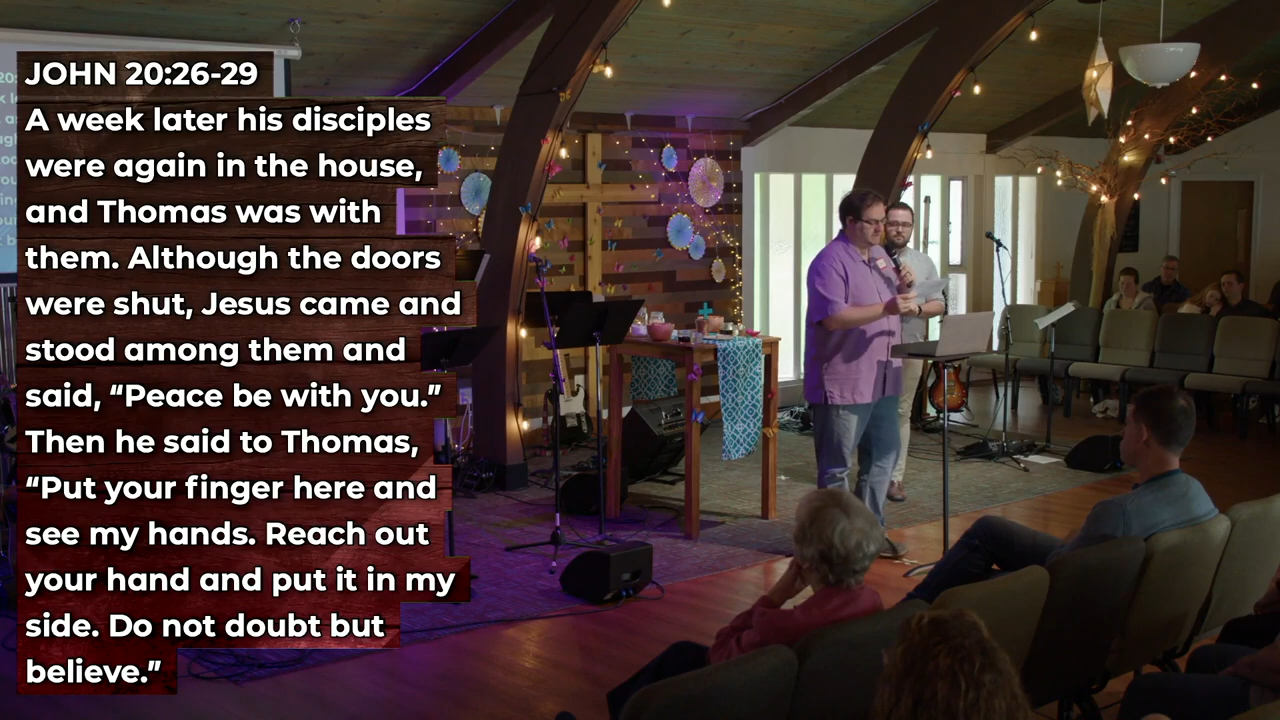 JOHN 20:26-29
A week later his disciples
were again in the house,
and Thomas was with
them. Although the doors
were shut, Jesus came and
stood among them and
said, “Peace be with you.”
Then he said to Thomas,
“Put your finger here and
see my hands. Reach out
your hand and put it in my
side. Do not doubt but
believe.”